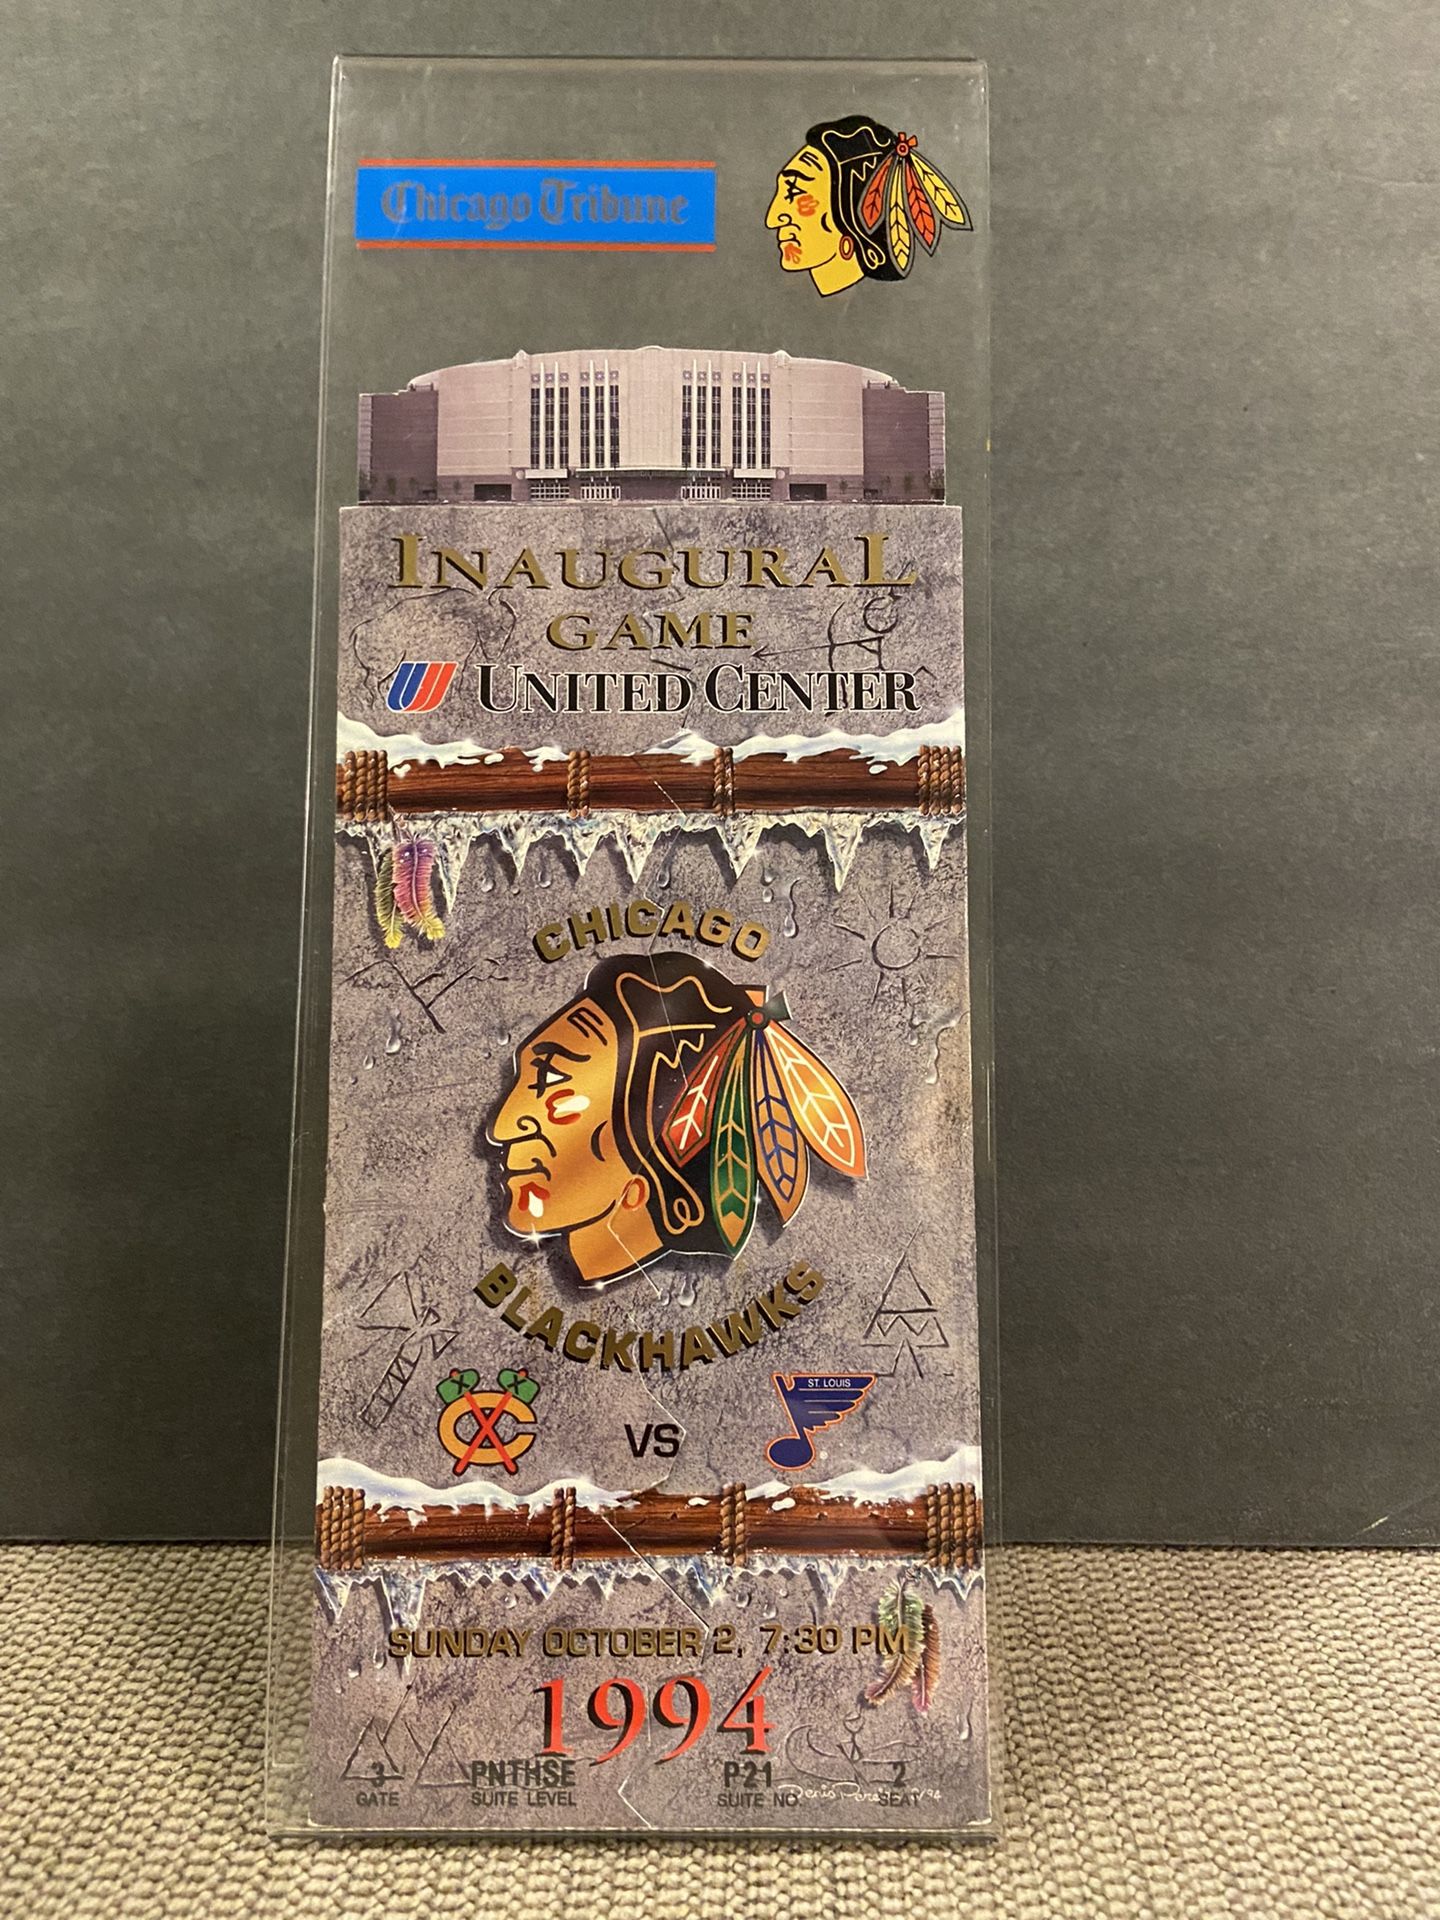 Chicago Tribune
INAUGURAL
GAME
UNITED CENTER
CHICAGO
BLACKHAWKS
ST. LOUIS
VS
SUNDAY OCTOBER 2, 7:30 PM
1994
3 PNTHSE P21 2
GATE SUITE LEVEL SUITE NO. SEAT